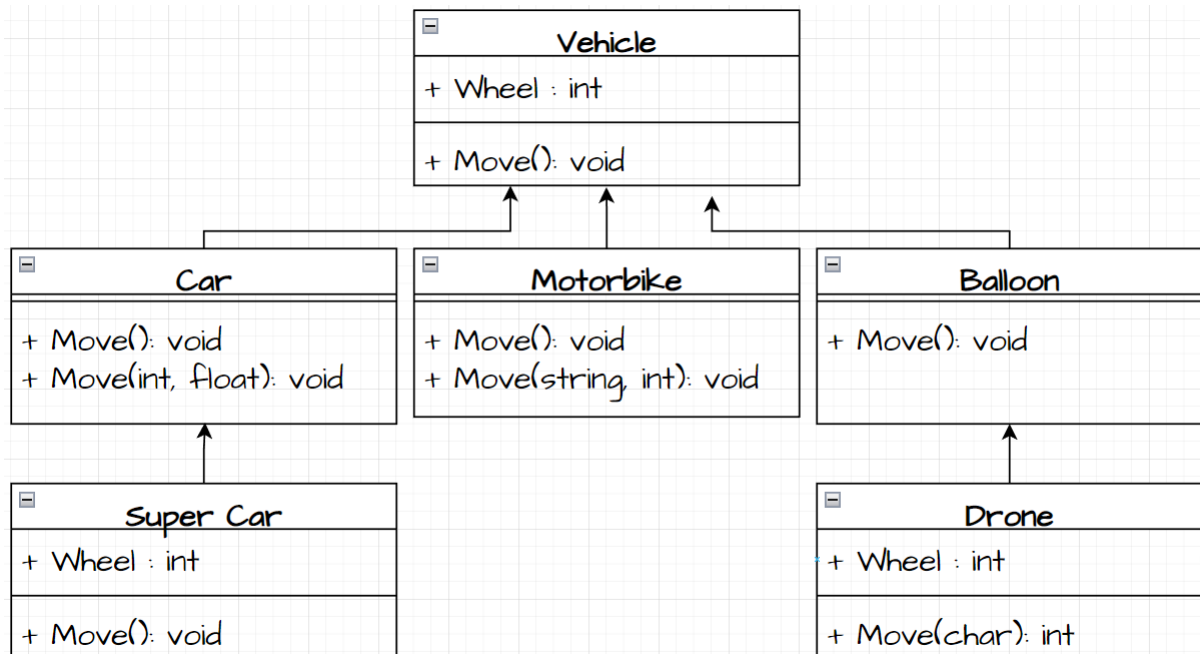 Vehicle
+ Wheel : int
+ Move(): void
Car
+ Move(): void
+ Move(int, float): void
Motorbike
+ Move(): void
+ Move(string, int): void
Balloon
+ Move(): void
Super Car
+ Wheel : int
+ Move(): void
Drone
+ Wheel : int
+ Move(char): int